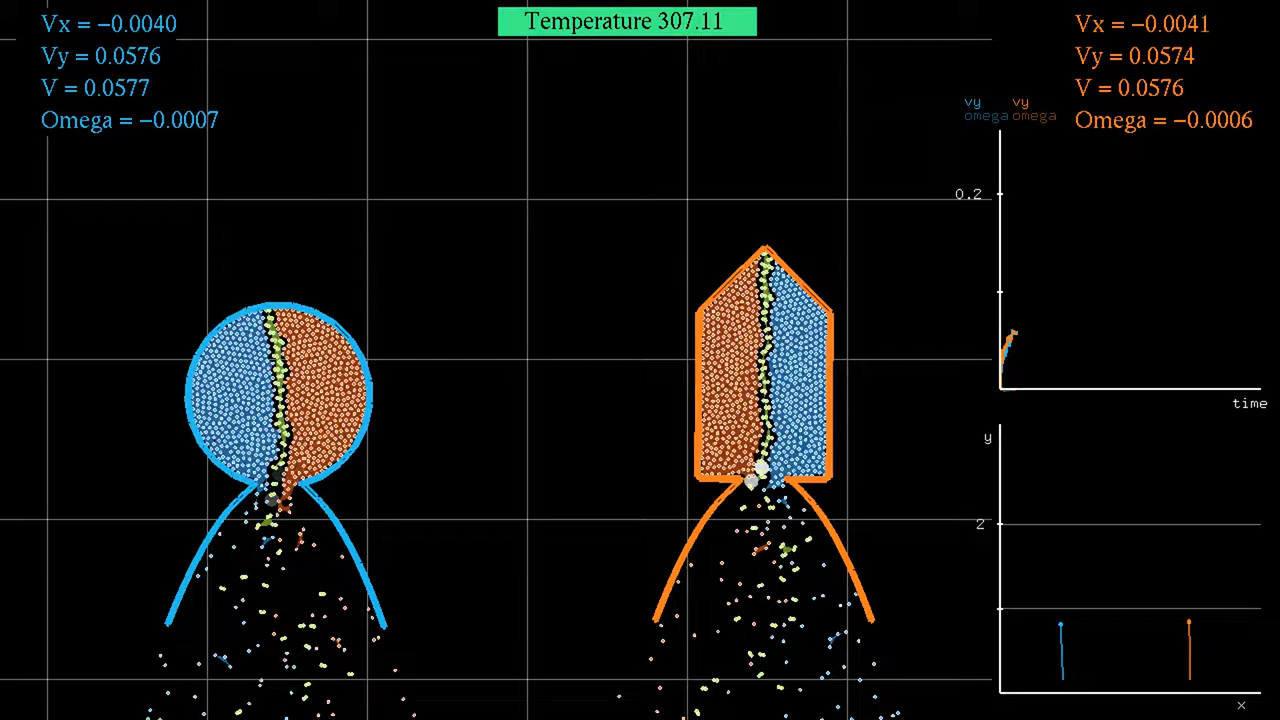 Temperature 307.11
Vx = −0.0040
Vy = 0.0576
V = 0.0577
Omega = −0.0007
Vx = −0.0041
Vy = 0.0574
V = 0.0576
Omega = −0.0006
vy vy
omega omega
0.2
time
y
2
x